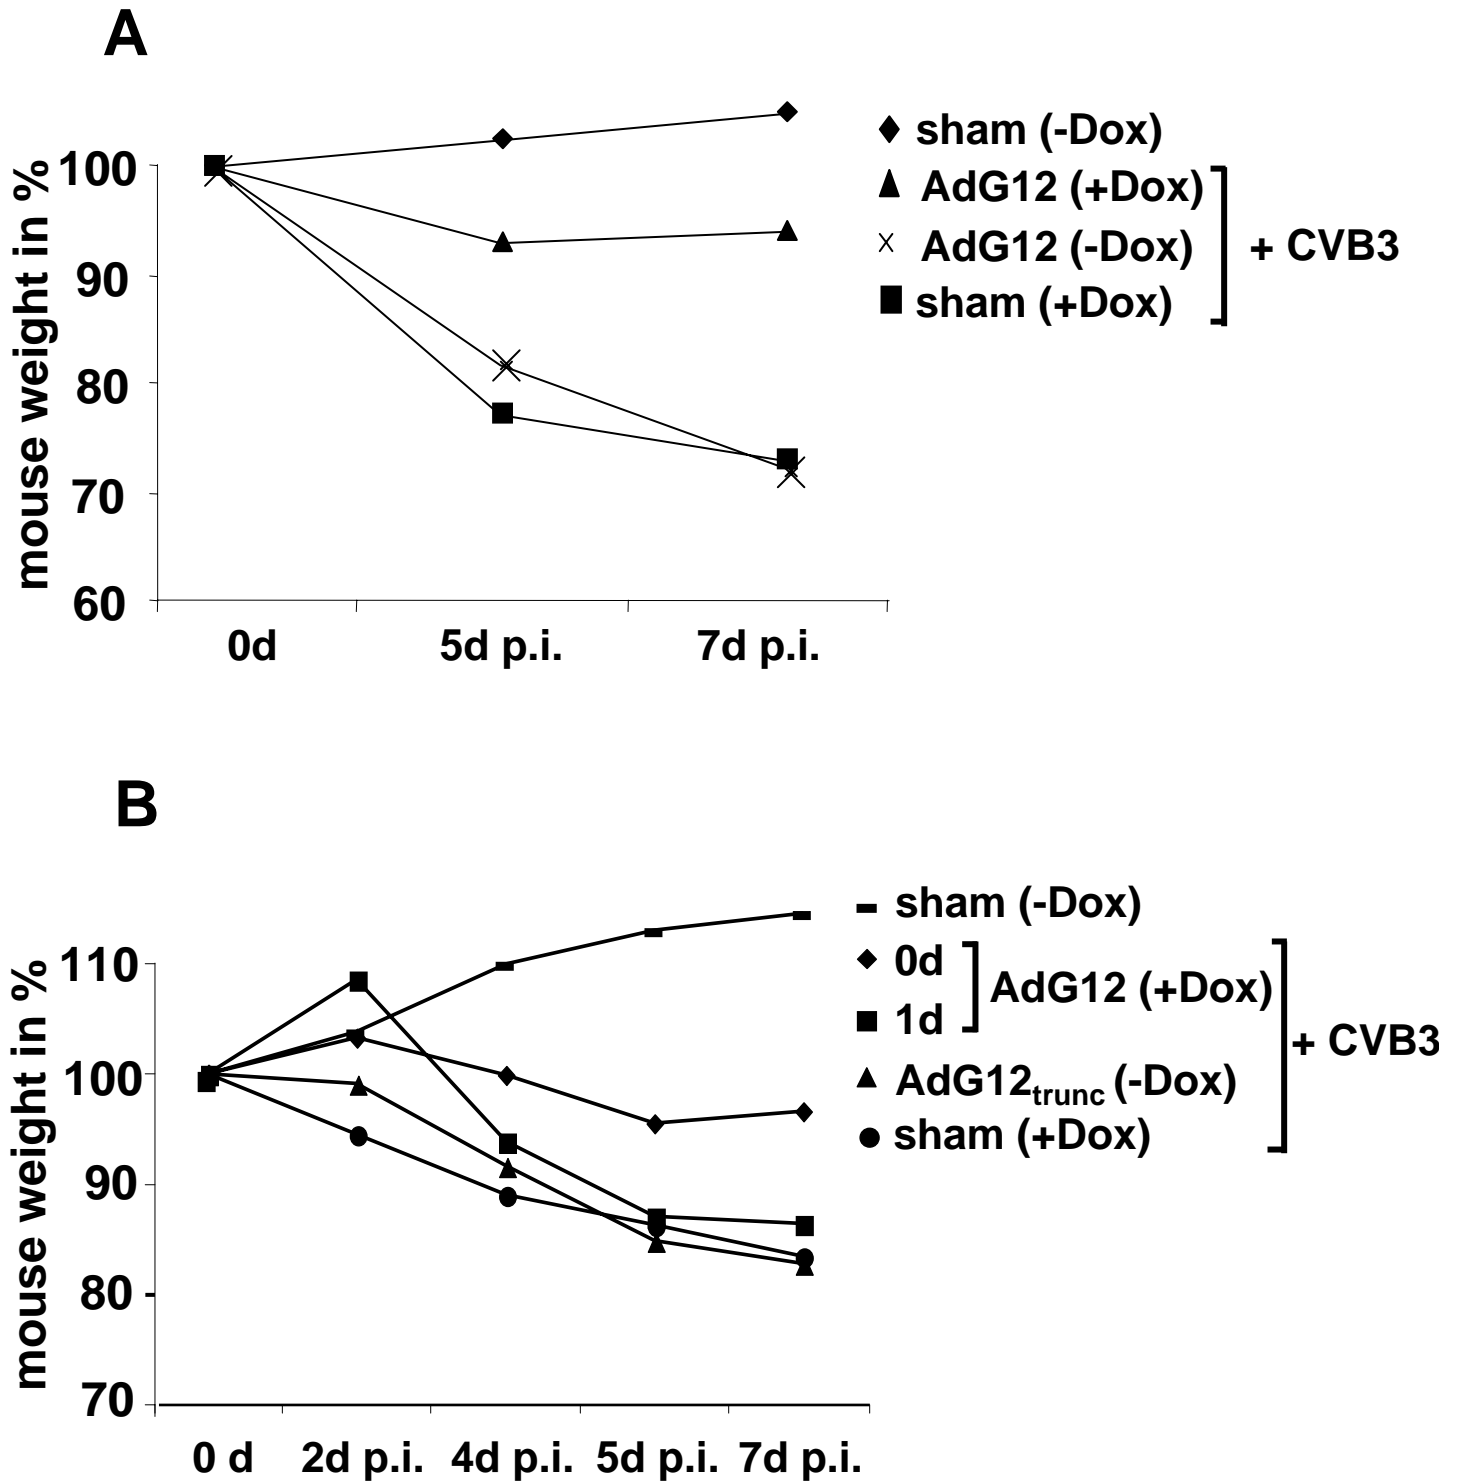 A
mouse weight in %
100
90
80
70
60
0d 5d p.i. 7d p.i.
sham (-Dox)
AdG12 (+Dox)
AdG12 (-Dox)
sham (+Dox)
+ CVB3
B
mouse weight in %
110
100
90
80
70
0 d 2d p.i. 4d p.i. 5d p.i. 7d p.i.
sham (-Dox)
0d
1d
AdG12 (+Dox)
AdG12trunc (-Dox)
sham (+Dox)
+ CVB3